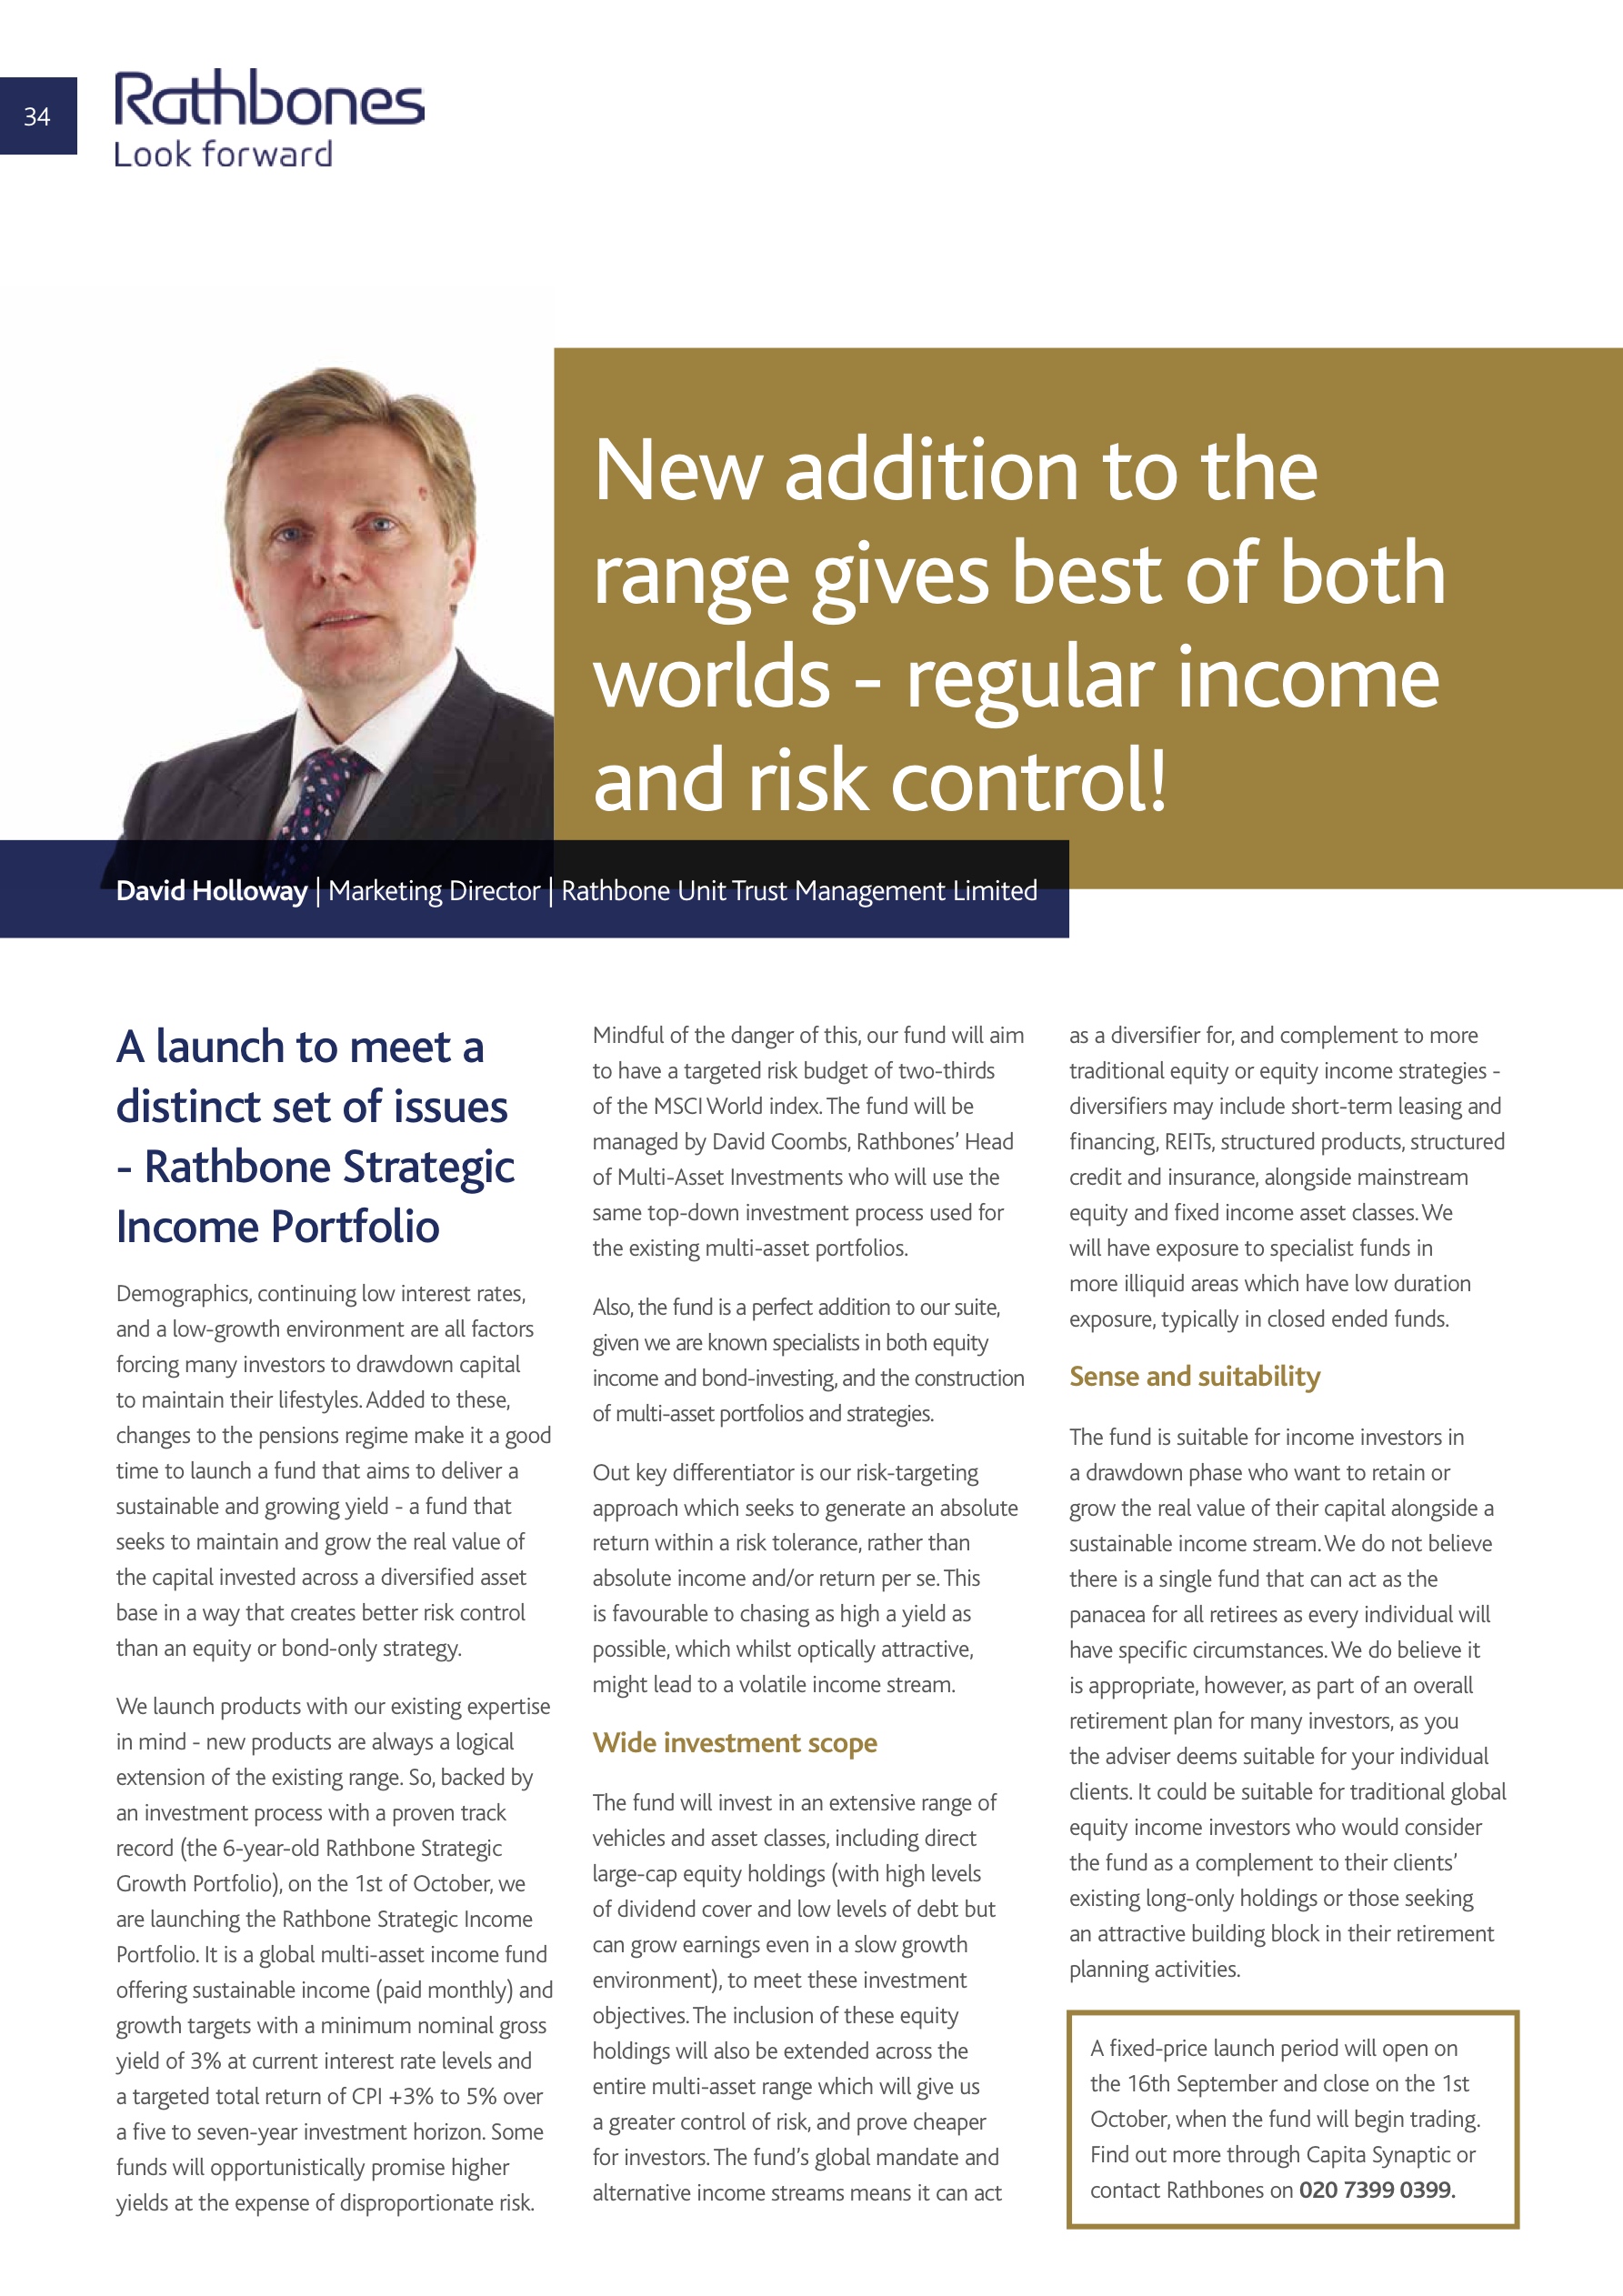 34
Rathbones
Look forward
New addition to the
range gives best of both
worlds - regular income
and risk control!
David Holloway | Marketing Director | Rathbone Unit Trust Management Limited
A launch to meet a
distinct set of issues
- Rathbone Strategic
Income Portfolio
Demographics, continuing low interest rates,
and a low-growth environment are all factors
forcing many investors to drawdown capital
to maintain their lifestyles. Added to these,
changes to the pensions regime make it a good
time to launch a fund that aims to deliver a
sustainable and growing yield - a fund that
seeks to maintain and grow the real value of
the capital invested across a diversified asset
base in a way that creates better risk control
than an equity or bond-only strategy.
We launch products with our existing expertise
in mind - new products are always a logical
extension of the existing range. So, backed by
an investment process with a proven track
record (the 6-year-old Rathbone Strategic
Growth Portfolio), on the 1st of October, we
are launching the Rathbone Strategic Income
Portfolio. It is a global multi-asset income fund
offering sustainable income (paid monthly) and
growth targets with a minimum nominal gross
yield of 3% at current interest rate levels and
a targeted total return of CPI +3% to 5% over
a five to seven-year investment horizon. Some
funds will opportunistically promise higher
yields at the expense of disproportionate risk.
Mindful of the danger of this, our fund will aim
to have a targeted risk budget of two-thirds
of the MSCI World index. The fund will be
managed by David Coombs, Rathbones' Head
of Multi-Asset Investments who will use the
same top-down investment process used for
the existing multi-asset portfolios.
Also, the fund is a perfect addition to our suite,
given we are known specialists in both equity
income and bond-investing, and the construction
of multi-asset portfolios and strategies.
Out key differentiator is our risk-targeting
approach which seeks to generate an absolute
return within a risk tolerance, rather than
absolute income and/or return per se. This
is favourable to chasing as high a yield as
possible, which whilst optically attractive,
might lead to a volatile income stream.
Wide investment scope
The fund will invest in an extensive range of
vehicles and asset classes, including direct
large-cap equity holdings (with high levels
of dividend cover and low levels of debt but
can grow earnings even in a slow growth
environment), to meet these investment
objectives. The inclusion of these equity
holdings will also be extended across the
entire multi-asset range which will give us
a greater control of risk, and prove cheaper
for investors. The fund's global mandate and
alternative income streams means it can act
as a diversifier for, and complement to more
traditional equity or equity income strategies -
diversifiers may include short-term leasing and
financing, REITs, structured products, structured
credit and insurance, alongside mainstream
equity and fixed income asset classes. We
will have exposure to specialist funds in
more illiquid areas which have low duration
exposure, typically in closed ended funds.
Sense and suitability
The fund is suitable for income investors in
a drawdown phase who want to retain or
grow the real value of their capital alongside a
sustainable income stream. We do not believe
there is a single fund that can act as the
panacea for all retirees as every individual will
have specific circumstances. We do believe it
is appropriate, however, as part of an overall
retirement plan for many investors, as you
the adviser deems suitable for your individual
clients. It could be suitable for traditional global
equity income investors who would consider
the fund as a complement to their clients'
existing long-only holdings or those seeking
an attractive building block in their retirement
planning activities.
A fixed-price launch period will open on
the 16th September and close on the 1st
October, when the fund will begin trading.
Find out more through Capita Synaptic or
contact Rathbones on 020 7399 0399.